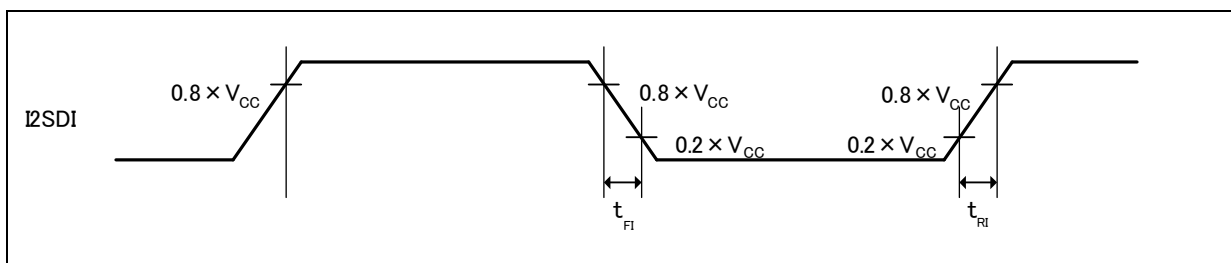 0.8 × VCC
0.8 × VCC
0.8 × VCC
I2SDI
0.2 × VCC
0.2 × VCC
tFI
tRI